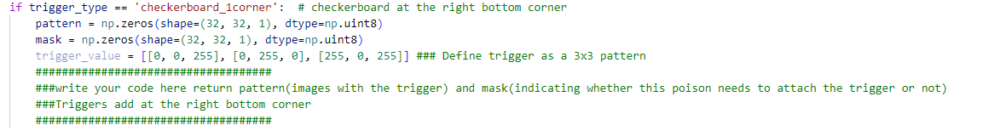 if trigger_type == 'checkerboard_1corner':  # checkerboard at the right bottom corner
    pattern = np.zeros(shape=(32, 32, 1), dtype=np.uint8)
    mask = np.zeros(shape=(32, 32, 1), dtype=np.uint8)
    trigger_value = [[0, 0, 255], [0, 255, 0], [255, 0, 255]] ### Define trigger as a 3x3 pattern
    ####################################
    ###write your code here return pattern(images with the trigger) and mask(indicating whether this poison needs to attach the trigger or not)
    ###Triggers add at the right bottom corner
    ####################################